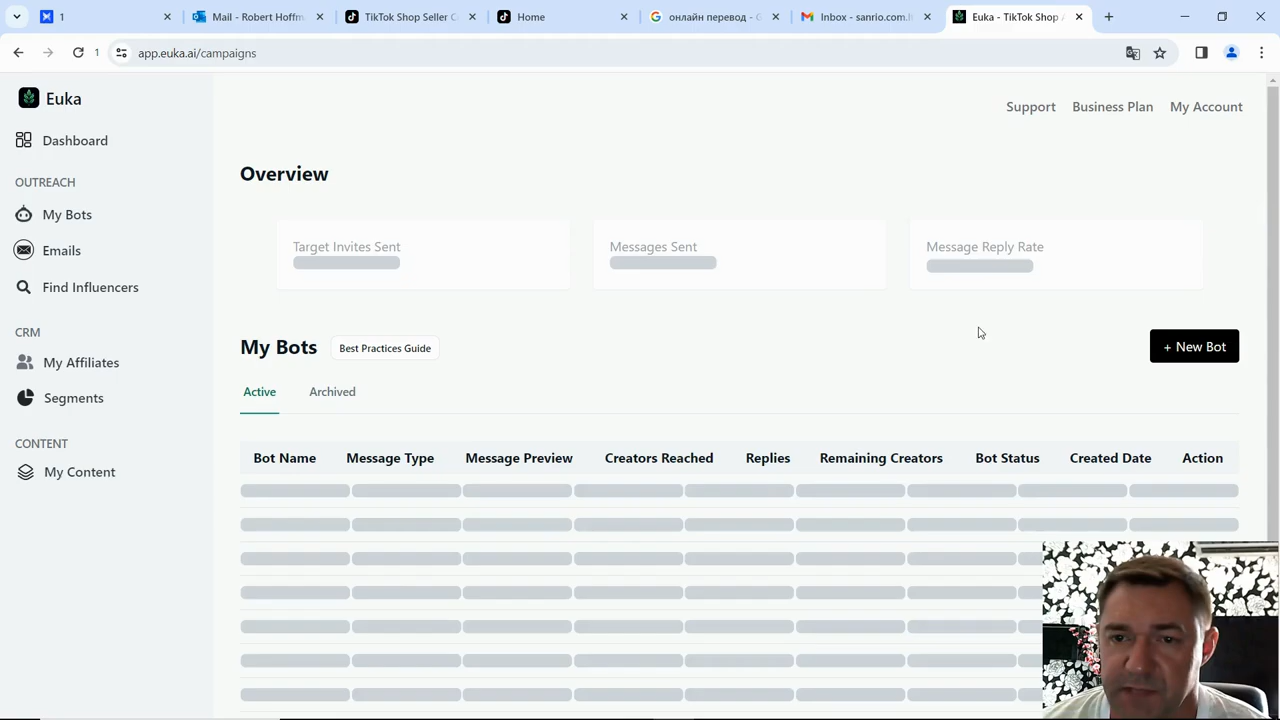 1
Mail - Robert Hoffm
TikTok Shop Seller C
Home
онлайн перевод - G
Inbox - sanrio.com.l
Euka - TikTok Shop A
1
app.euka.ai/campaigns
Euka
Support
Business Plan
My Account
Dashboard
OUTREACH
My Bots
Emails
Find Influencers
CRM
My Affiliates
Segments
CONTENT
My Content
Overview
Target Invites Sent
Messages Sent
Message Reply Rate
My Bots
Best Practices Guide
+ New Bot
Active
Archived
Bot Name
Message Type
Message Preview
Creators Reached
Replies
Remaining Creators
Bot Status
Created Date
Action